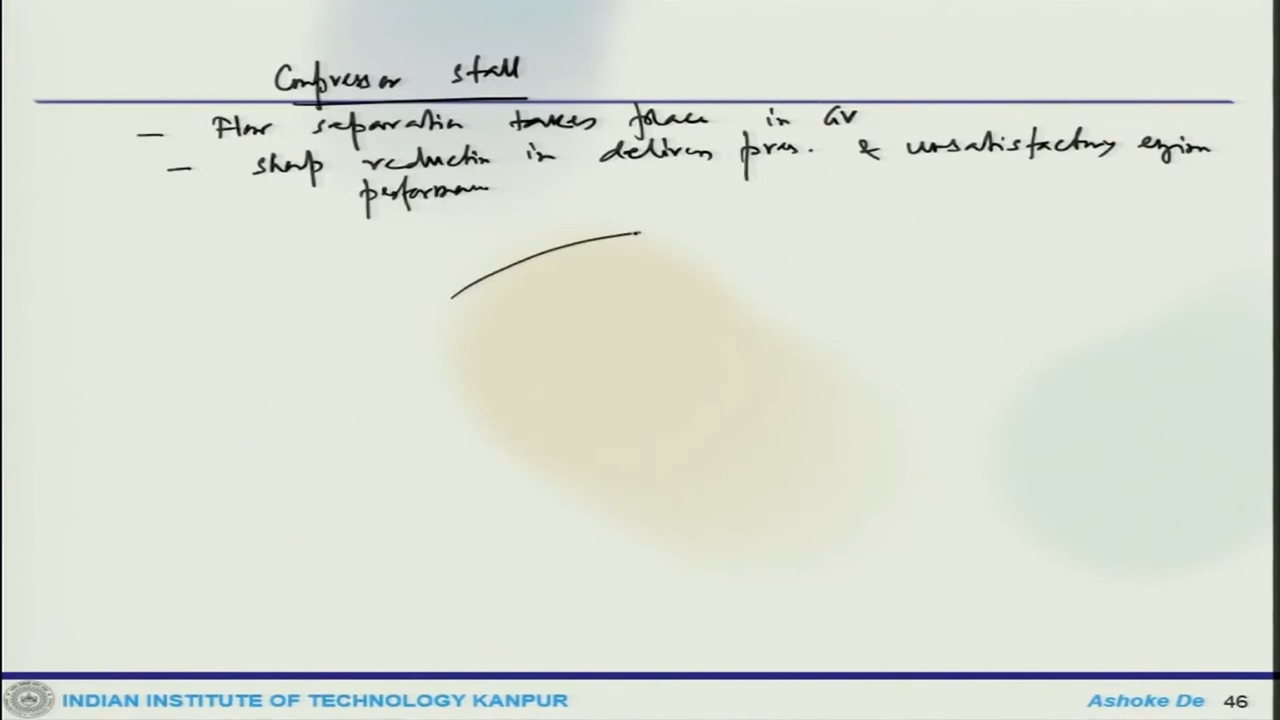 Compressor stall
— Flow separation takes place in GV
— sharp reduction in delivery pres. & unsatisfactory engine
performance
INDIAN INSTITUTE OF TECHNOLOGY KANPUR
Ashoke De 46